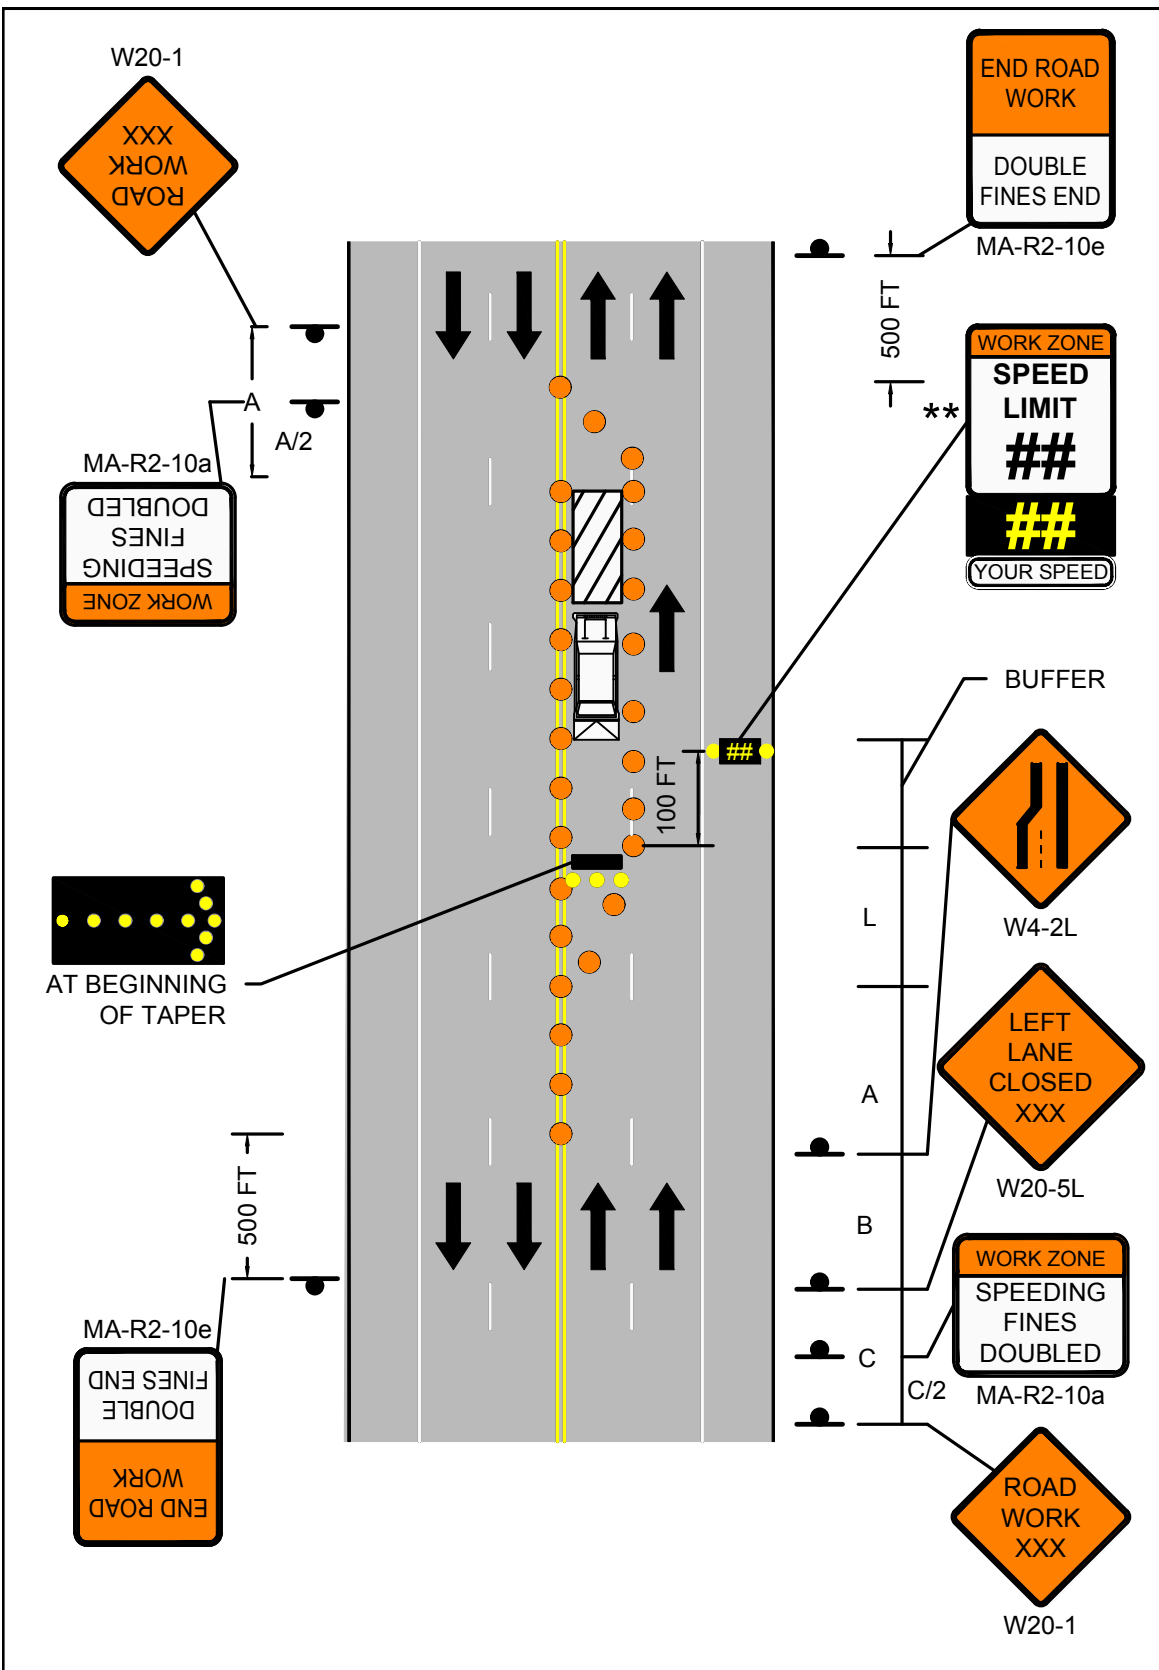 W20-1
ROAD
WORK
XXX
A
A/2
MA-R2-10a
WORK ZONE
SPEEDING
FINES
DOUBLED
END ROAD
WORK
DOUBLE
FINES END
MA-R2-10e
500 FT
**
WORK ZONE
SPEED
LIMIT
##
##
YOUR SPEED
##
100 FT
BUFFER
L
W4-2L
AT BEGINNING
OF TAPER
A
LEFT
LANE
CLOSED
XXX
W20-5L
B
500 FT
MA-R2-10e
END ROAD
WORK
DOUBLE
FINES END
WORK ZONE
SPEEDING
FINES
DOUBLED
MA-R2-10a
C
C/2
ROAD
WORK
XXX
W20-1